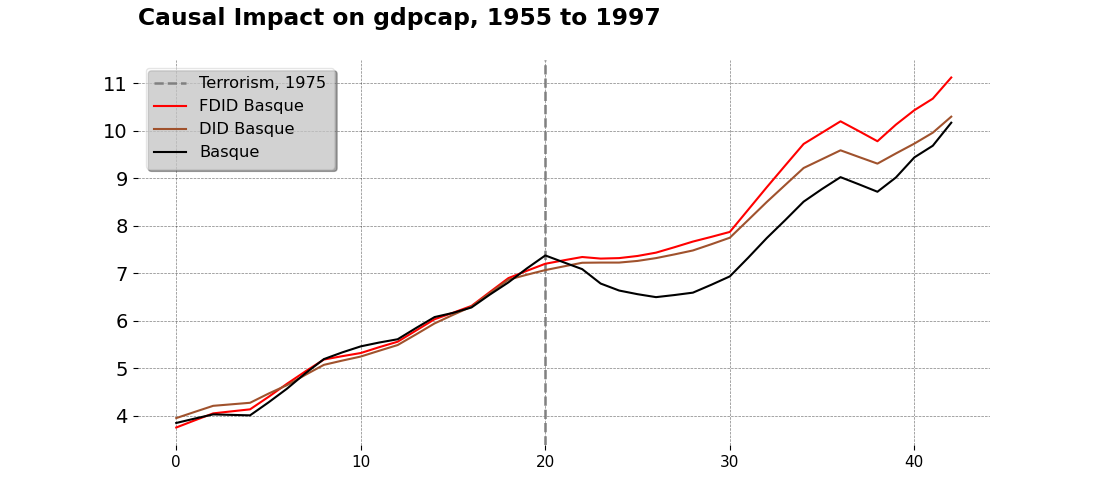 Causal Impact on gdpcap, 1955 to 1997
Terrorism, 1975
FDID Basque
DID Basque
Basque
11
10
9
8
7
6
5
4
0 10 20 30 40